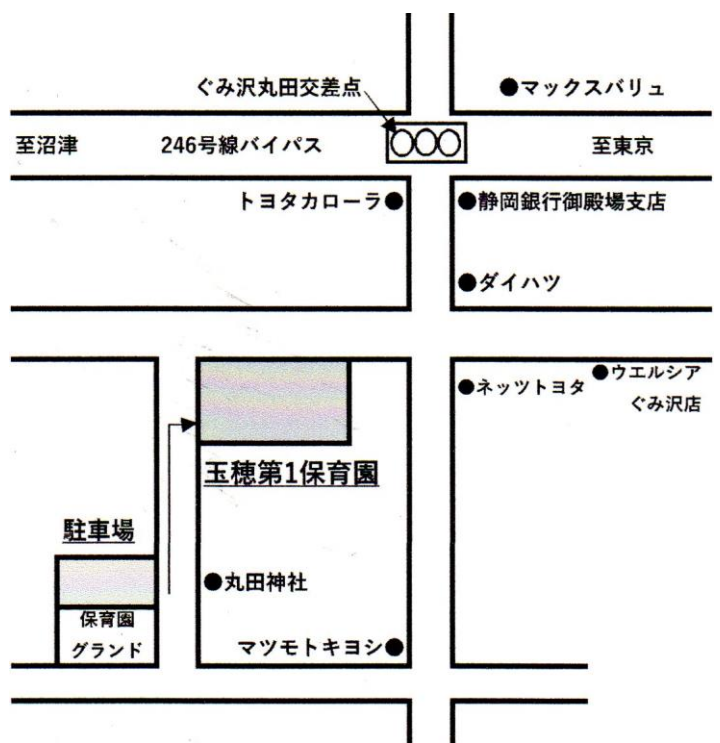 ぐみ沢丸田交差点
●マックスバリュ
至沼津
246号線バイパス
至東京
トヨタカローラ●
●静岡銀行御殿場支店
●ダイハツ
●ネッツトヨタ
●ウエルシア
ぐみ沢店
玉穂第1保育園
駐車場
●丸田神社
保育園
グランド
マツモトキヨシ●